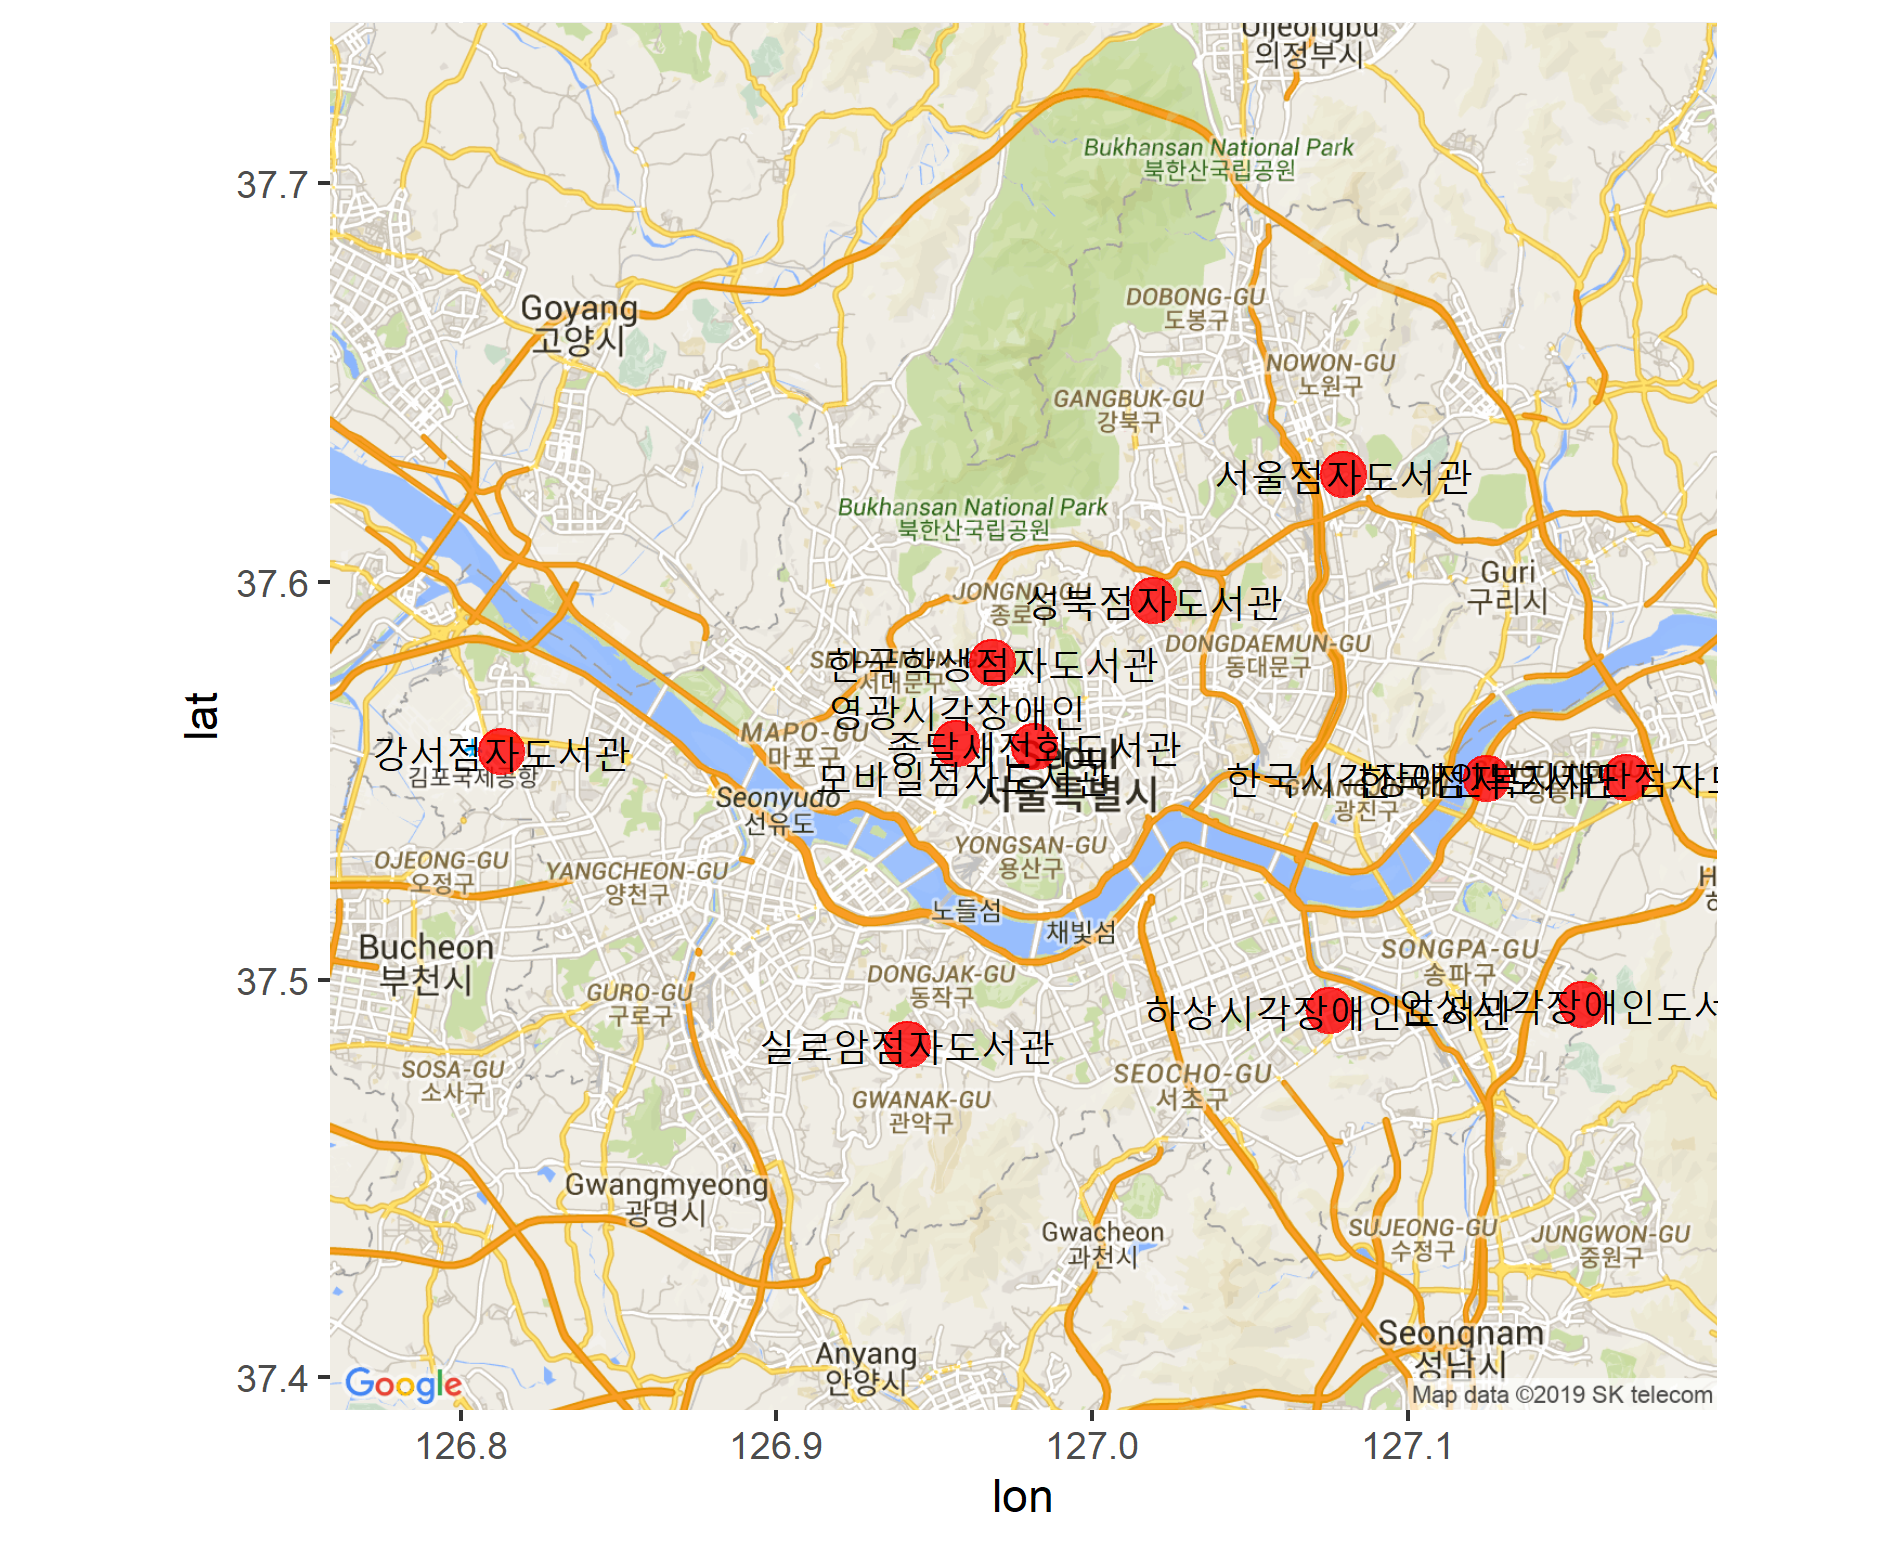 Uijeongbu
의정부시
37.7
Bukhansan National Park
북한산국립공원
Goyang
고양시
DOBONG-GU
도봉구
NOWON-GU
노원구
GANGBUK-GU
강북구
서울점자도서관
Bukhansan National Park
북한산국립공원
37.6
Guri
구리시
JONGNO-GU
종로구
성북점자도서관
DONGDAEMUN-GU
동대문구
SEODAEMUN-GU
서대문구
한국학생점자도서관
lat
영광시각장애인
모바일점자도서관
MAPO-GU
마포구
종달새전화도서관
Seoul
서울특별시
강서점자도서관
김포국제공항
한국시각장애인
광진구
Seonyudo
선유도
YONGSAN-GU
용산구
OJEONG-GU
오정구
YANGCHEON-GU
양천구
노들섬
채빛섬
Bucheon
부천시
SONGPA-GU
송파구
37.5
DONGJAK-GU
동작구
GURO-GU
구로구
하상시각장애인도서관
시각장애인도서
실로암점자도서관
SOSA-GU
소사구
SEOCHO-GU
서초구
GWANAK-GU
관악구
Gwangmyeong
광명시
Gwacheon
과천시
SUJEONG-GU
수정구
JUNGWON-GU
중원구
Seongnam
성남시
Anyang
안양시
37.4
Google
Map data ©2019 SK telecom
126.8 126.9 127.0 127.1
lon